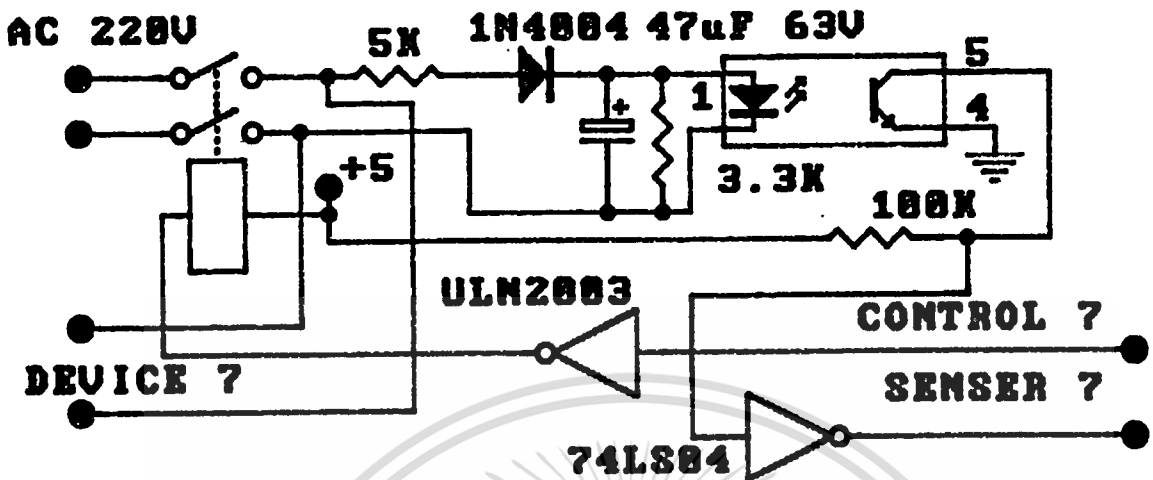 AC 220V
5K
1N4004
47uF 63V
+
1
5
4
3.3K
+5
100K
ULN2003
CONTROL 7
DEVICE 7
SENSER 7
74LS04